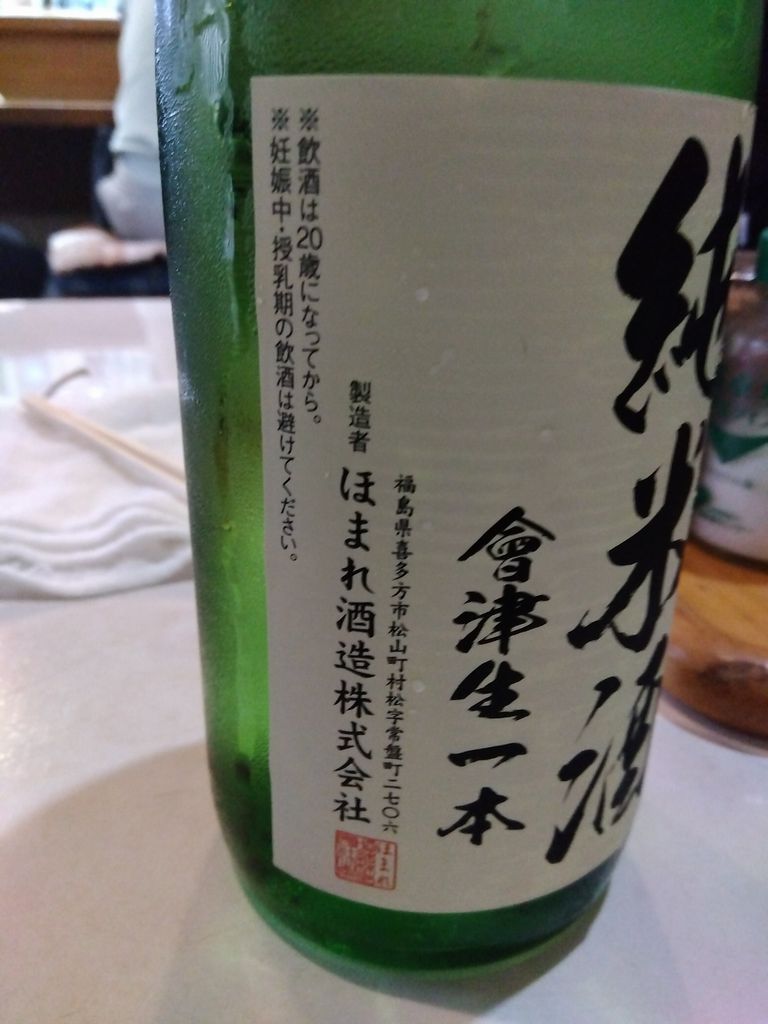 純米酒
會津生一本
福島県喜多方市松山町村松字常盤町二七〇六
製造者 ほまれ酒造株式会社
※飲酒は20歳になってから。
※妊娠中・授乳期の飲酒は避けてください。